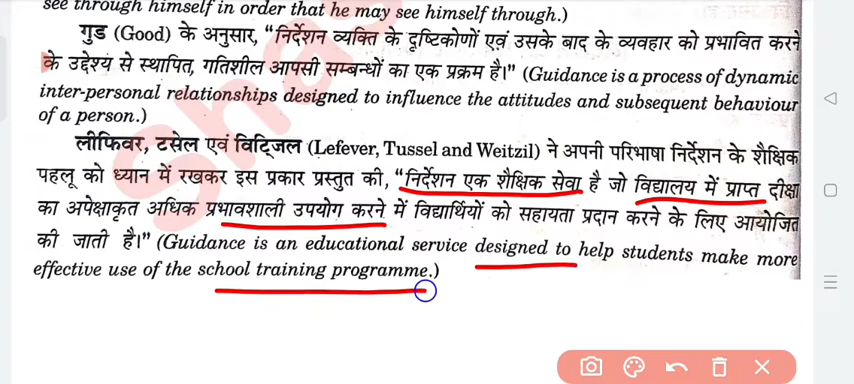 see through himself in order that he may see himself through.)
गुड (Good) के अनुसार, “निर्देशन व्यक्ति के दृष्टिकोणों एवं उसके बाद के व्यवहार को प्रभावित करने
के उद्देश्य से स्थापित, गतिशील आपसी सम्बन्धों का एक प्रक्रम है।” (Guidance is a process of dynamic
inter-personal relationships designed to influence the attitudes and subsequent behaviour
of a person.)
लीफिवर, टसेल एवं विट्जिल (Lefever, Tussel and Weitzil) ने अपनी परिभाषा निर्देशन के शैक्षिक
पहलू को ध्यान में रखकर इस प्रकार प्रस्तुत की, “निर्देशन एक शैक्षिक सेवा है जो विद्यालय में प्राप्त दीक्षा
का अपेक्षाकृत अधिक प्रभावशाली उपयोग करने में विद्यार्थियों को सहायता प्रदान करने के लिए आयोजित
की जाती है।” (Guidance is an educational service designed to help students make more
effective use of the school training programme.)